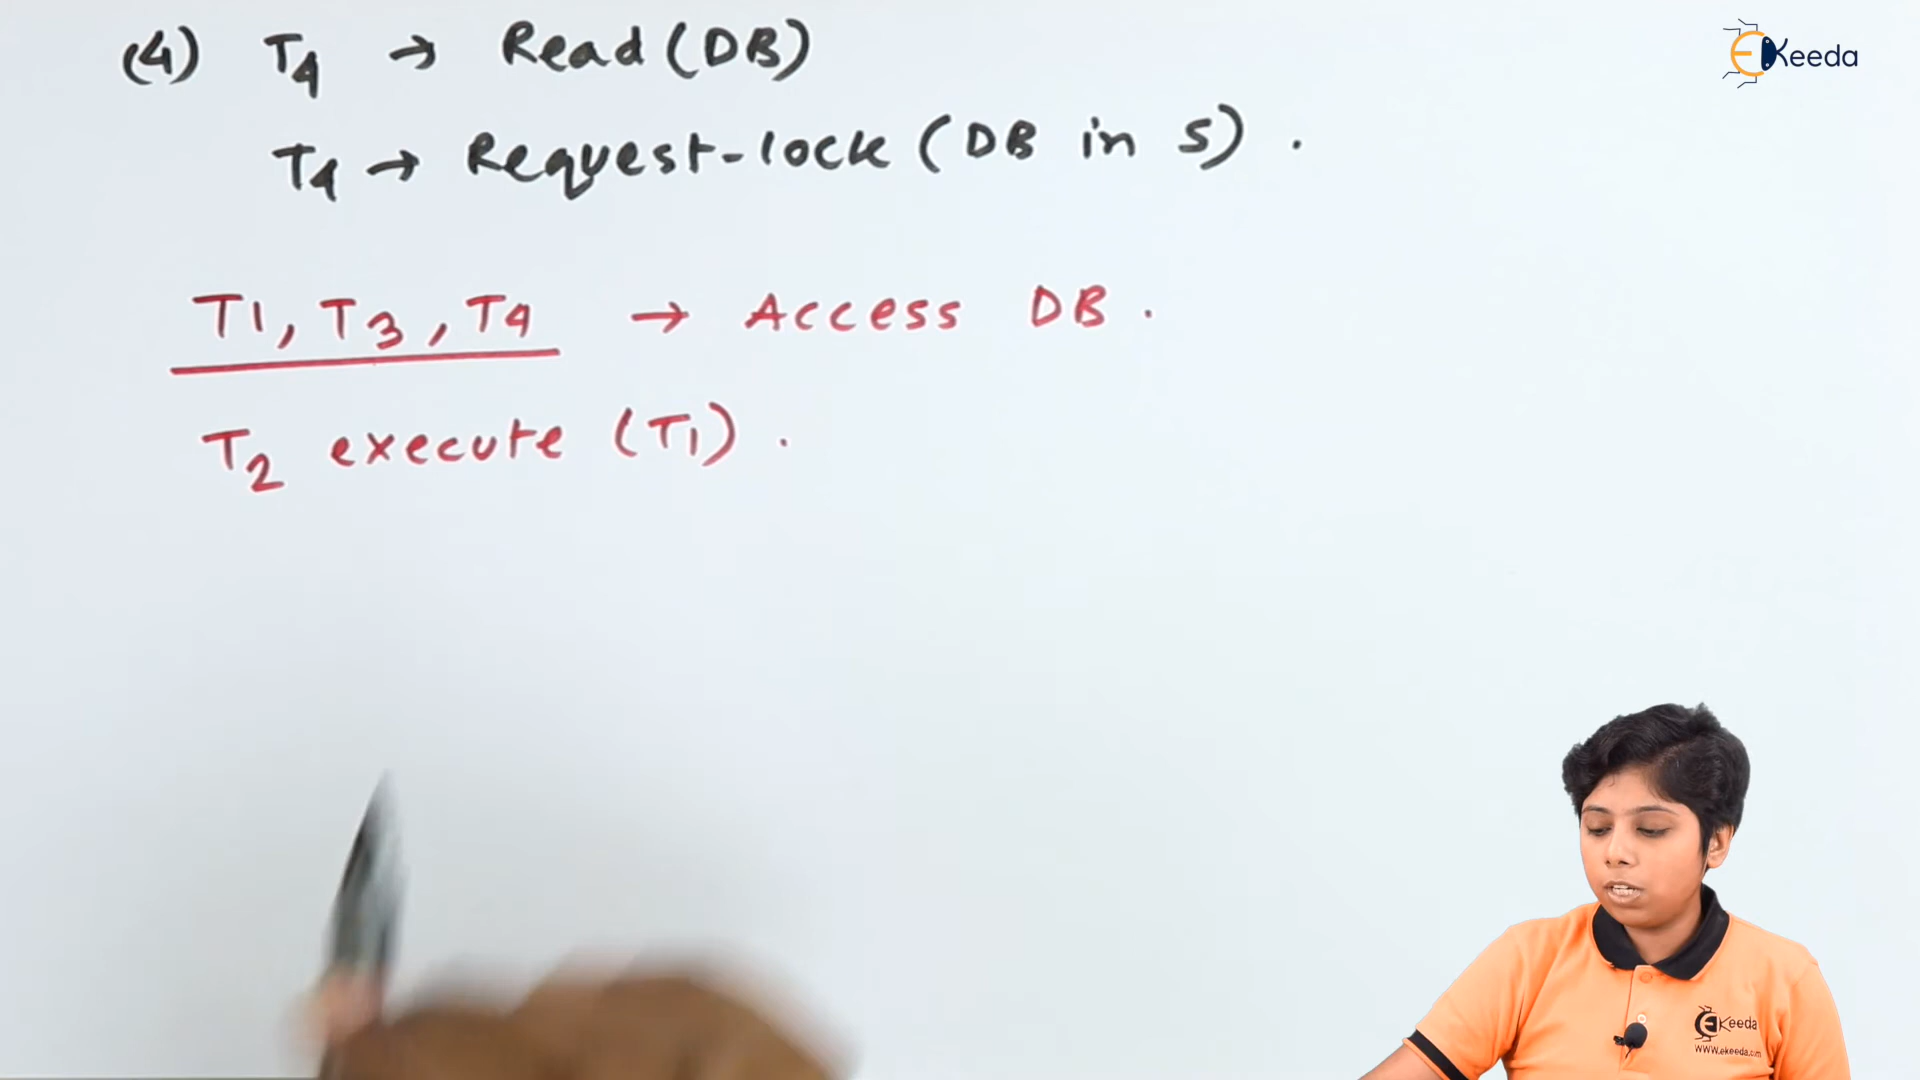 (4) T4 → Read (DB)
T4 → Request-lock (DB in S) .
T1, T3, T4 → Access DB .
T2 execute (T1) .
EKeeda
EKeeda
www.ekeeda.com